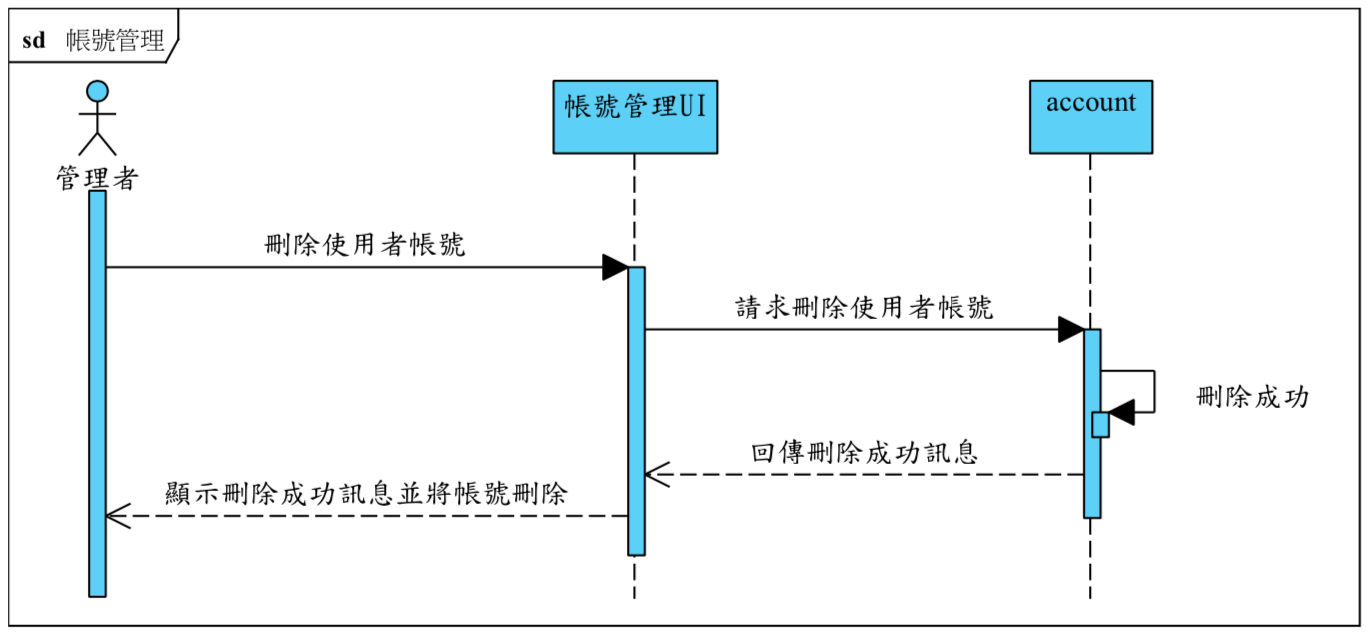 sd 帳號管理
管理者
帳號管理UI
account
刪除使用者帳號
請求刪除使用者帳號
刪除成功
回傳刪除成功訊息
顯示刪除成功訊息並將帳號刪除